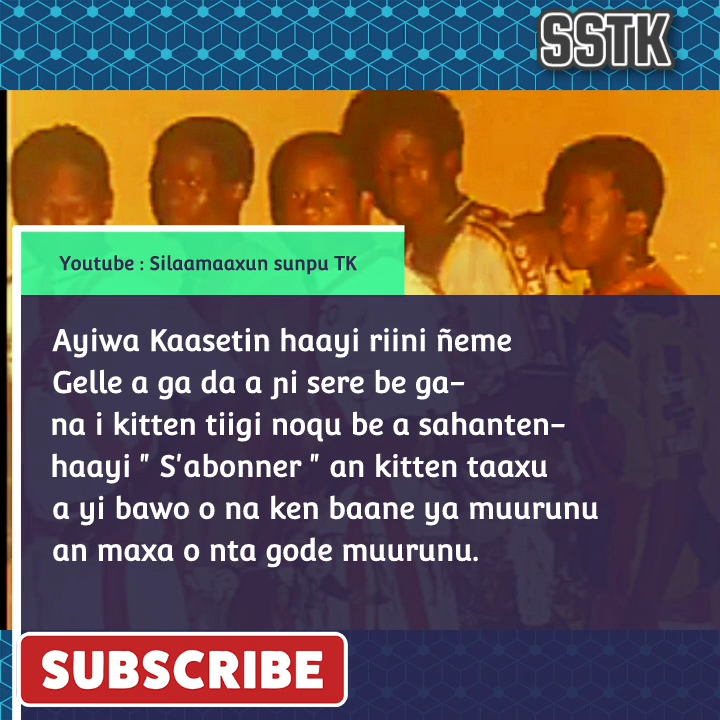 SSTK
Youtube : Silaamaaxun sunpu TK
Ayiwa Kaasetin haayi riini ñeme
Gelle a ga da a ɲi sere be ga-
na i kitten tiigi noqu be a sahanten-
haayi " S'abonner " an kitten taaxu
a yi bawo o na ken baane ya muurunu
an maxa o nta gode muurunu.
SUBSCRIBE